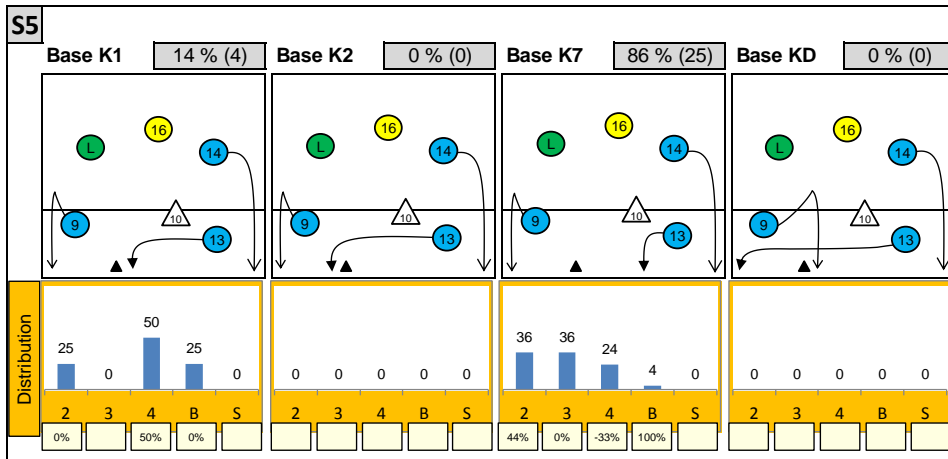 S5
Base K1 14 % (4) Base K2 0 % (0) Base K7 86 % (25) Base KD 0 % (0)
16 16 16 16
L 14 L 14 L 14 L 14
9 10 13 9 10 13 9 10 13 9 10 13
Distribution
25 0 50 25 0 0 0 0 0 0 36 36 24 4 0 0 0 0 0 0
2 3 4 B S 2 3 4 B S 2 3 4 B S 2 3 4 B S
0% 50% 0% 44% 0% -33% 100%